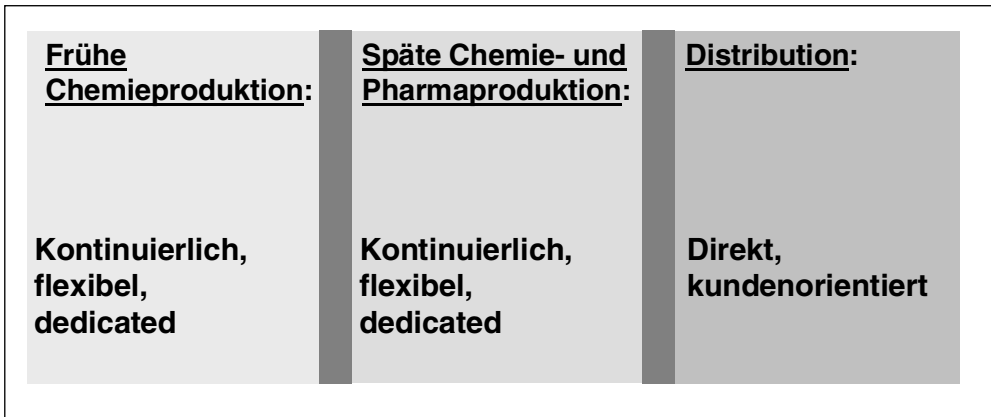 Frühe
Chemieproduktion:
Kontinuierlich,
flexibel,
dedicated
Späte Chemie- und
Pharmaproduktion:
Kontinuierlich,
flexibel,
dedicated
Distribution:
Direkt,
kundenorientiert